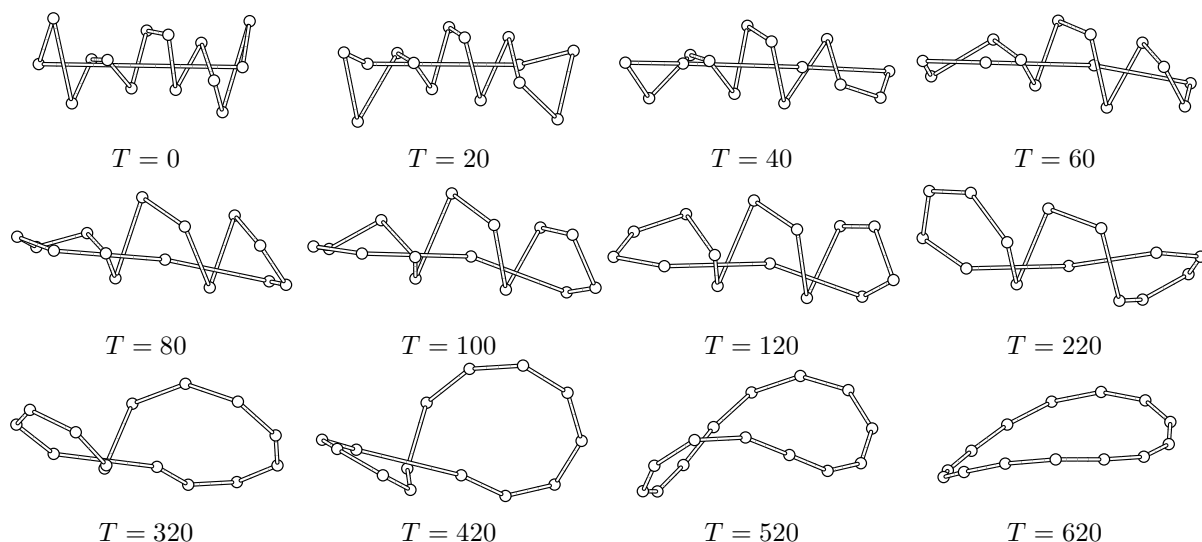 T = 0
T = 20
T = 40
T = 60
T = 80
T = 100
T = 120
T = 220
T = 320
T = 420
T = 520
T = 620